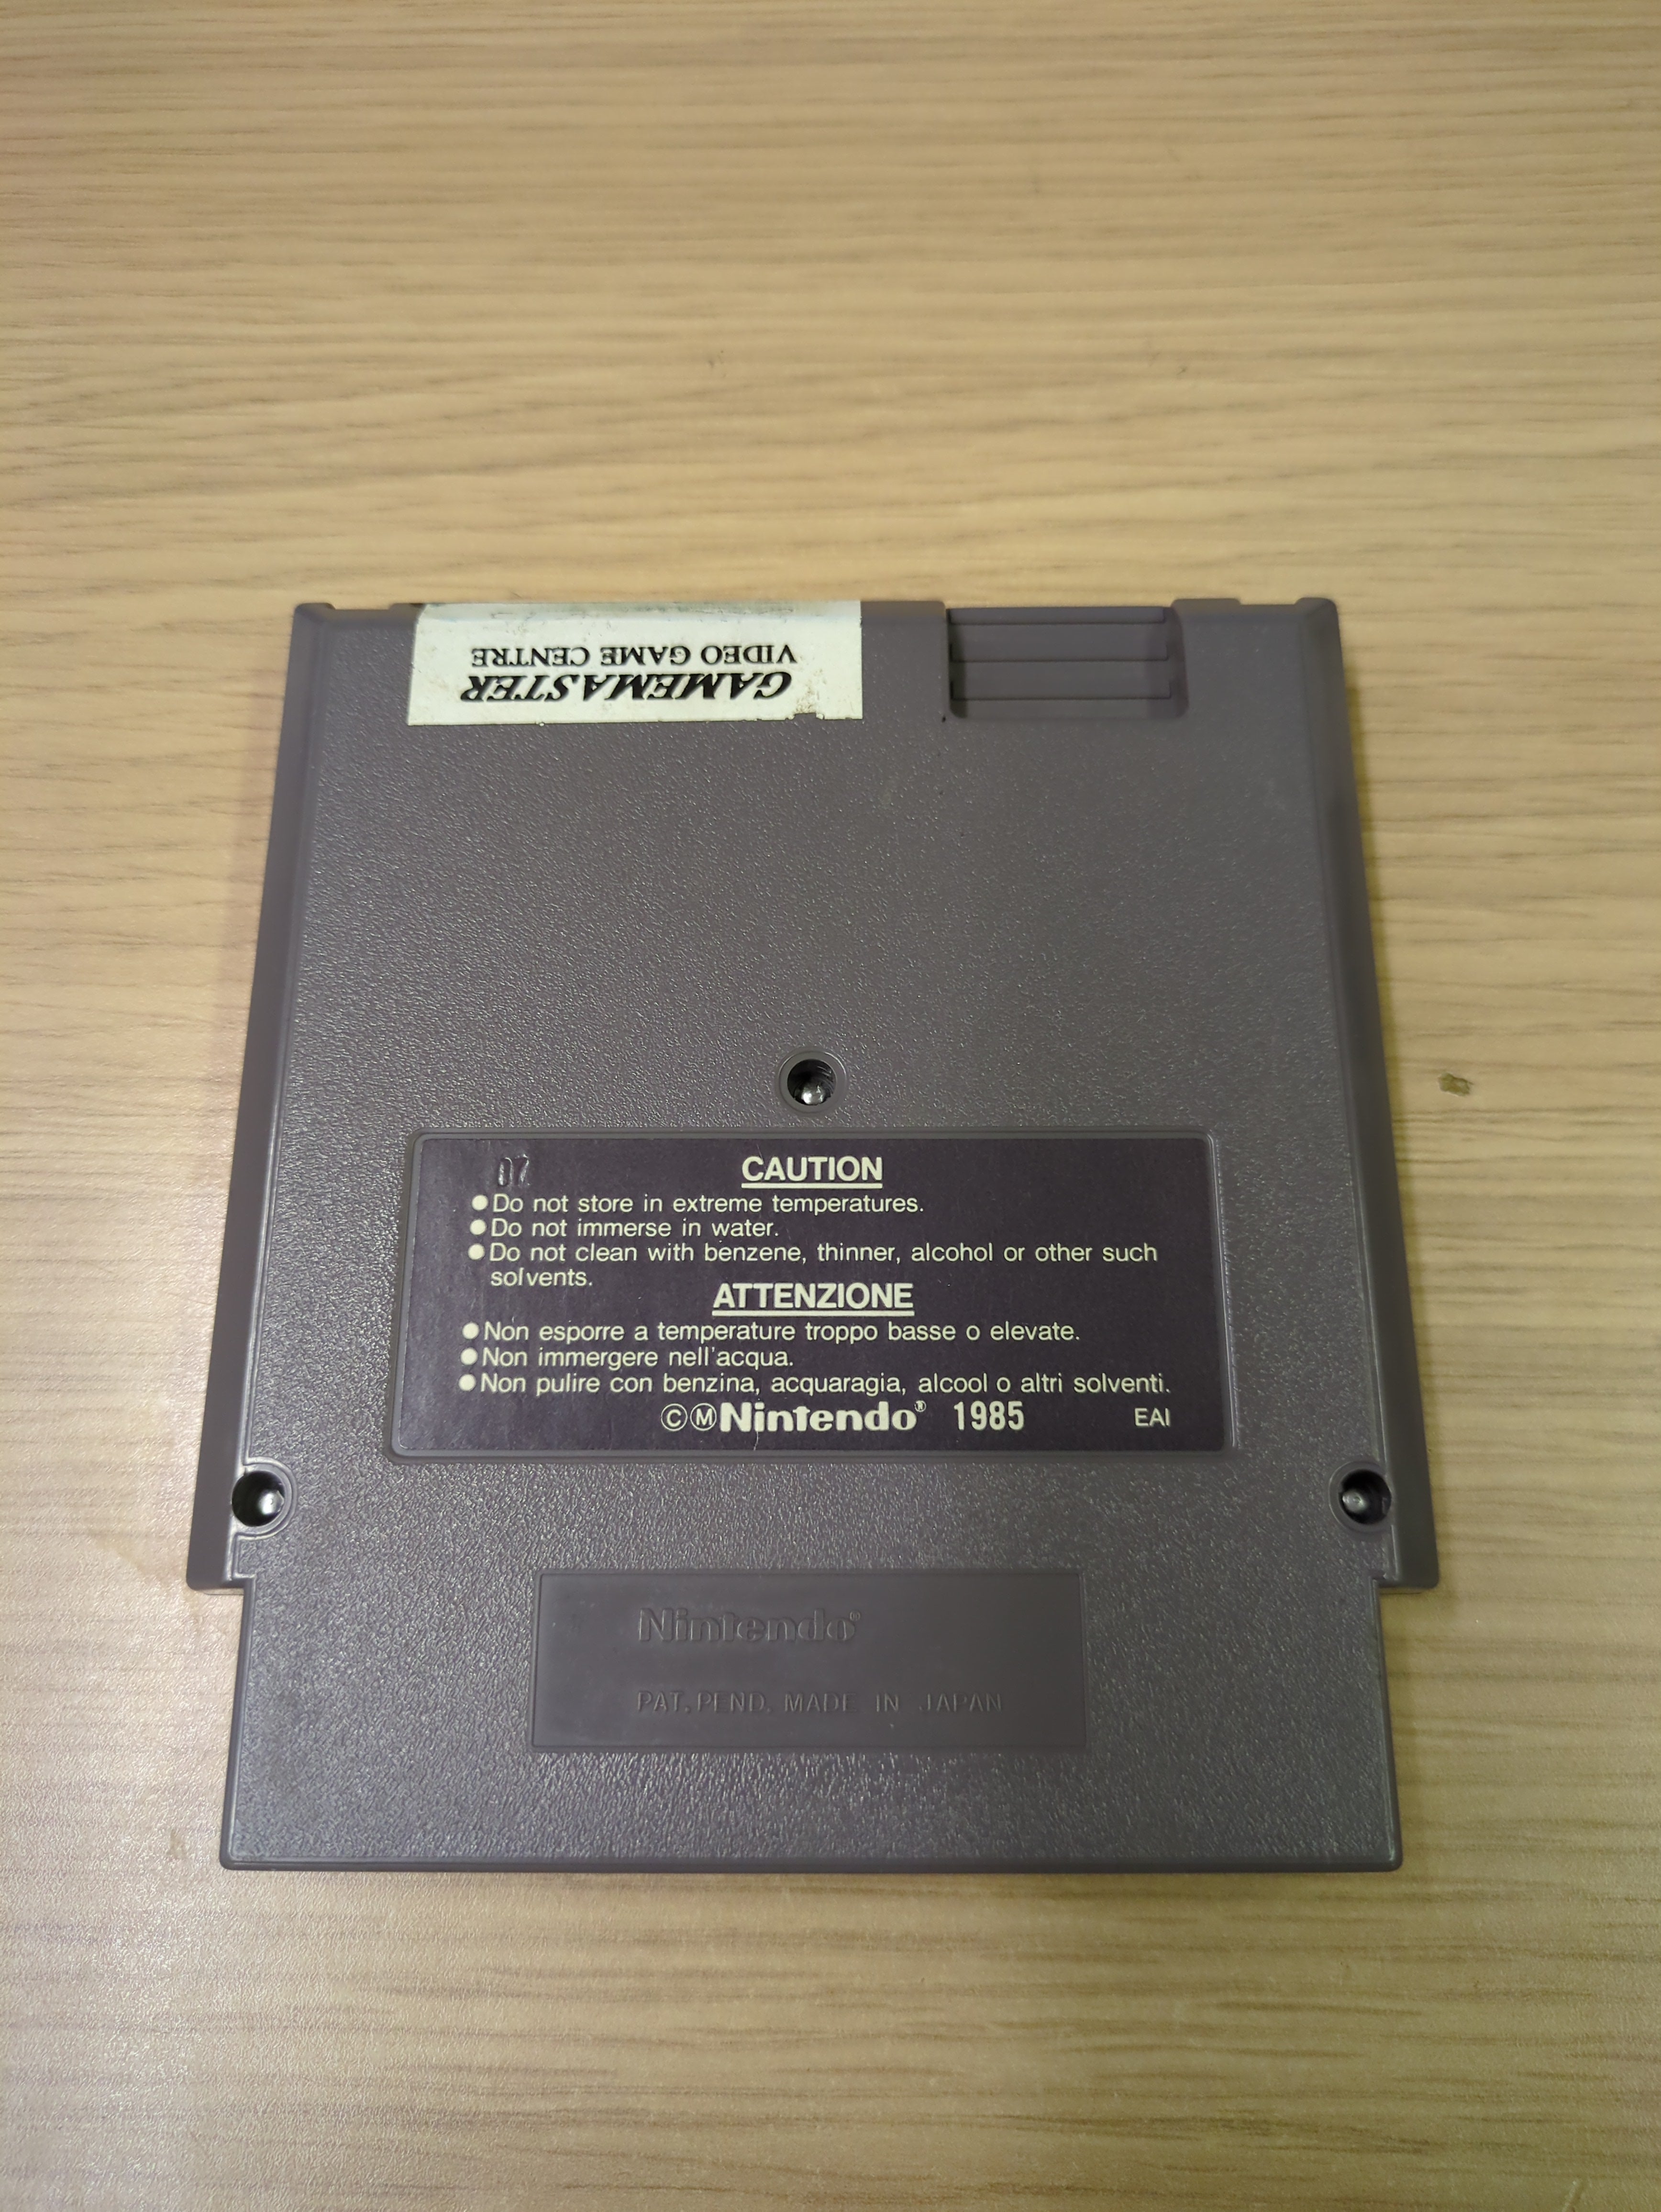 GAMEMASTER
VIDEO GAME CENTRE
07
CAUTION
●Do not store in extreme temperatures.
●Do not immerse in water.
●Do not clean with benzene, thinner, alcohol or other such
solvents.
ATTENZIONE
●Non esporre a temperature troppo basse o elevate.
●Non immergere nell'acqua.
●Non pulire con benzina, acquaragia, alcool o altri solventi.
©ⓂNintendo® 1985 EAI
Nintendo®
PAT. PEND. MADE IN JAPAN